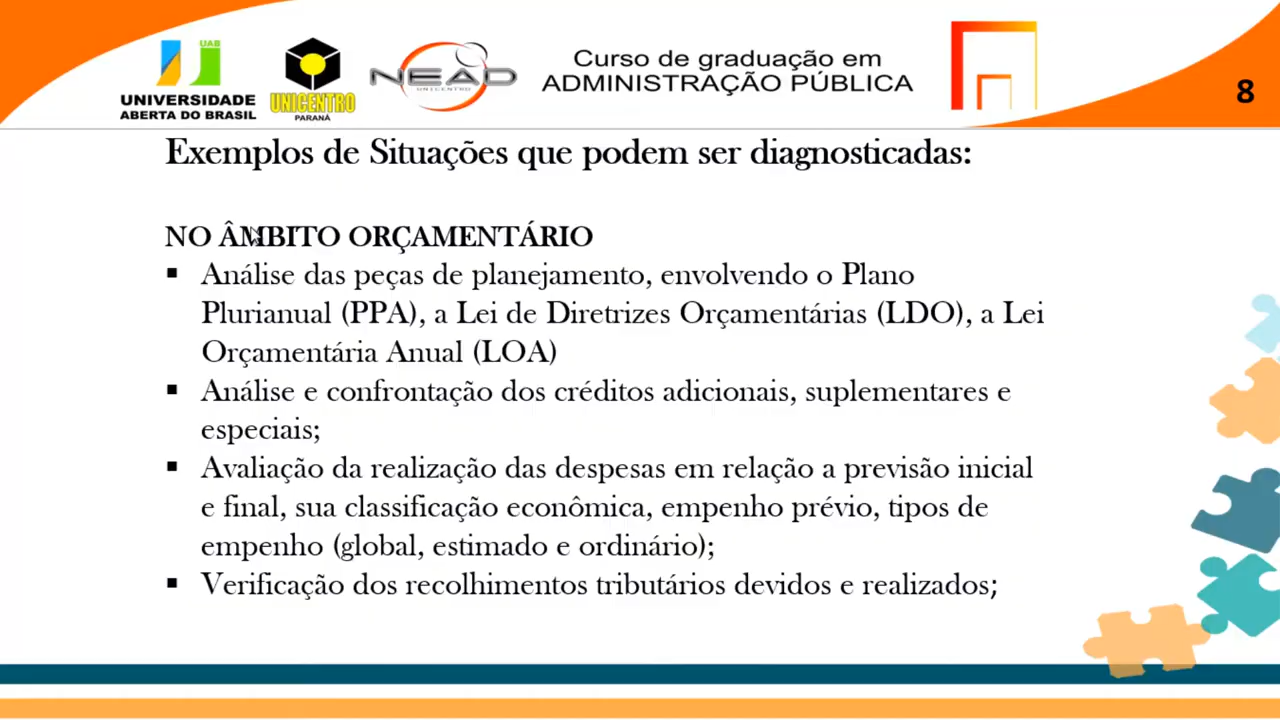 UAB
UNIVERSIDADE
ABERTA DO BRASIL
UNICENTRO
PARANÁ
NEAD
UNICENTRO
Curso de graduação em
ADMINISTRAÇÃO PÚBLICA
8
Exemplos de Situações que podem ser diagnosticadas:
NO ÂMBITO ORÇAMENTÁRIO
▪ Análise das peças de planejamento, envolvendo o Plano
Plurianual (PPA), a Lei de Diretrizes Orçamentárias (LDO), a Lei
Orçamentária Anual (LOA)
▪ Análise e confrontação dos créditos adicionais, suplementares e
especiais;
▪ Avaliação da realização das despesas em relação a previsão inicial
e final, sua classificação econômica, empenho prévio, tipos de
empenho (global, estimado e ordinário);
▪ Verificação dos recolhimentos tributários devidos e realizados;